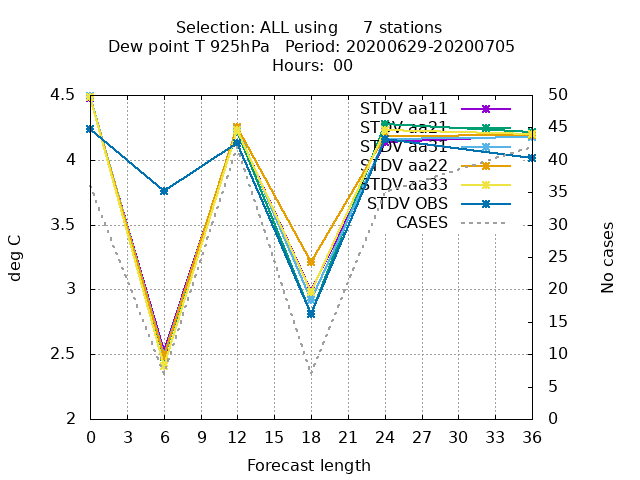 Selection: ALL using 7 stations
Dew point T 925hPa Period: 20200629-20200705
Hours: 00
4.5
4
3.5
3
2.5
2
deg C
50
45
40
35
30
25
20
15
10
5
0
No cases
STDV aa11
STDV aa21
STDV aa31
STDV aa22
STDV aa33
STDV OBS
CASES
0 3 6 9 12 15 18 21 24 27 30 33 36
Forecast length